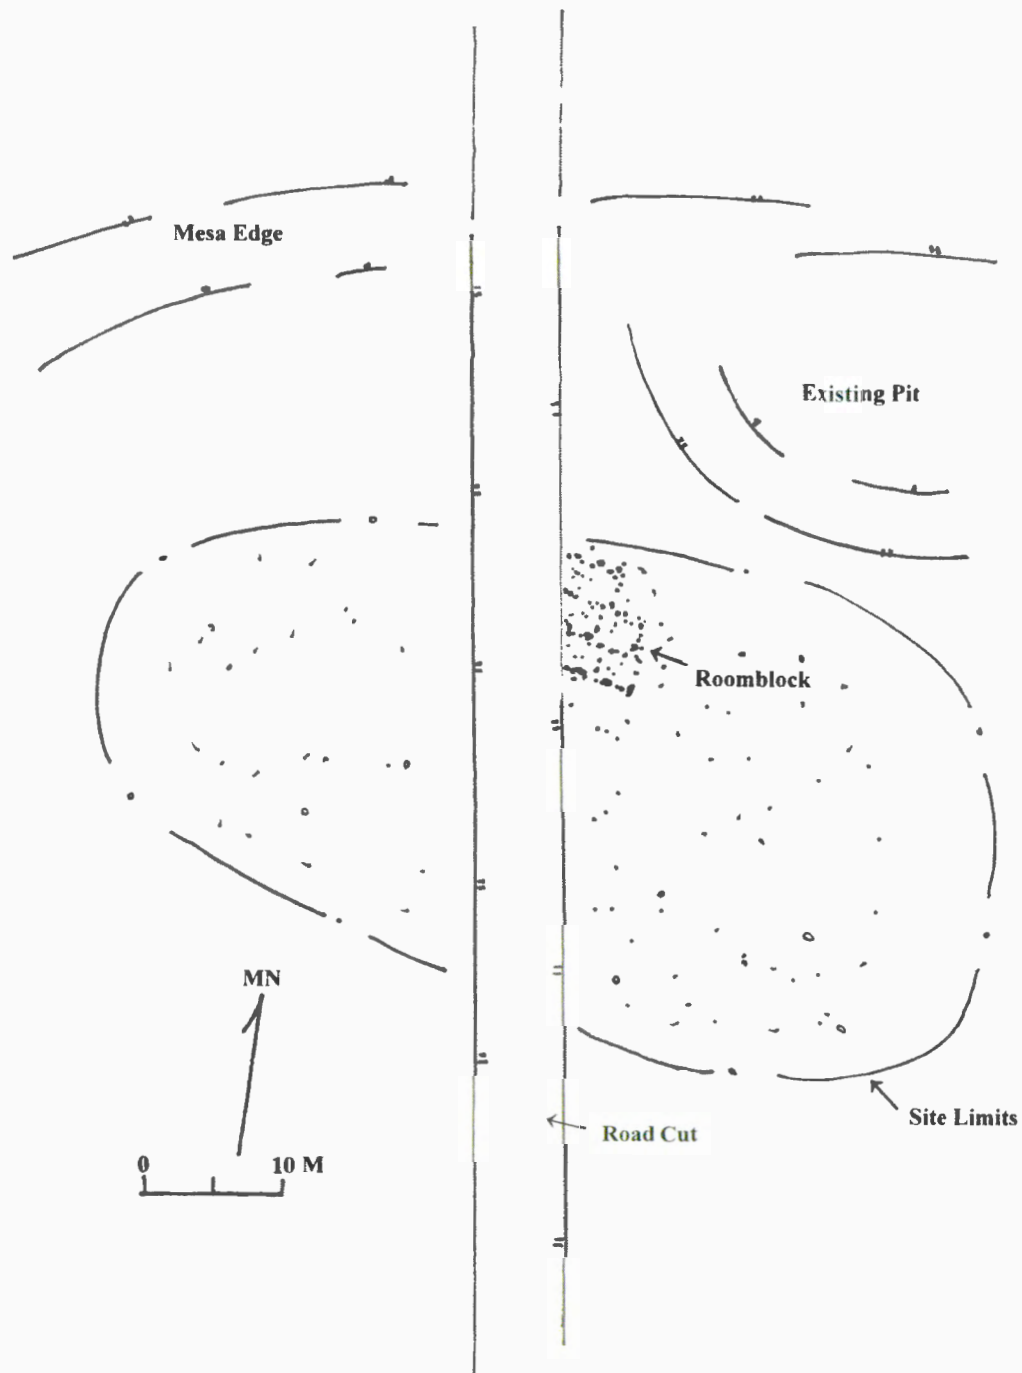 Mesa Edge
Existing Pit
Roomblock
MN
Site Limits
Road Cut
0 10 M